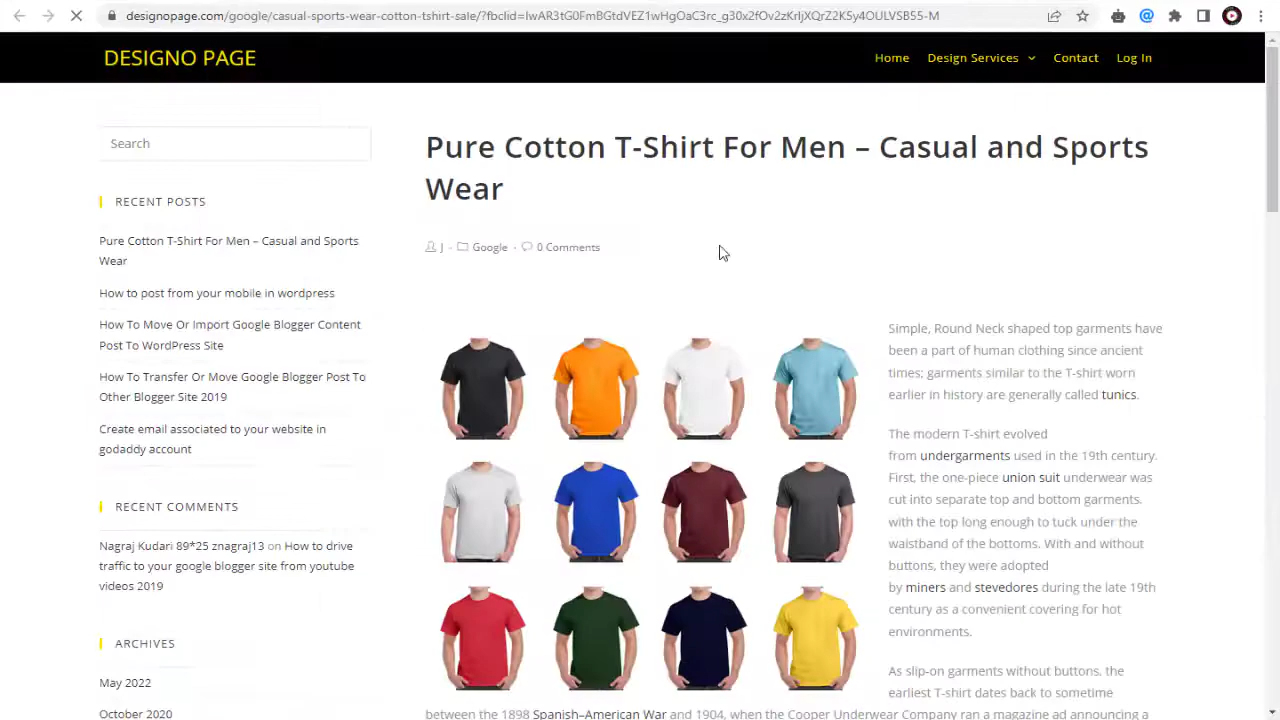 designopage.com/google/casual-sports-wear-cotton-tshirt-sale/?fbclid=IwAR3tG0FmBGtdVEZ1wHgOaC3rc_g30x2fOv2zKrIjXQrZ2K5y4OULVSB55-M
DESIGNO PAGE
Home
Design Services
Contact
Log In
Search
RECENT POSTS
Pure Cotton T-Shirt For Men – Casual and Sports
Wear
How to post from your mobile in wordpress
How To Move Or Import Google Blogger Content
Post To WordPress Site
How To Transfer Or Move Google Blogger Post To
Other Blogger Site 2019
Create email associated to your website in
godaddy account
RECENT COMMENTS
Nagraj Kudari 89*25 znagraj13 on How to drive
traffic to your google blogger site from youtube
videos 2019
ARCHIVES
May 2022
October 2020
Pure Cotton T-Shirt For Men – Casual and Sports
Wear
J - Google - 0 Comments
Simple, Round Neck shaped top garments have
been a part of human clothing since ancient
times; garments similar to the T-shirt worn
earlier in history are generally called tunics.
The modern T-shirt evolved
from undergarments used in the 19th century.
First, the one-piece union suit underwear was
cut into separate top and bottom garments,
with the top long enough to tuck under the
waistband of the bottoms. With and without
buttons, they were adopted
by miners and stevedores during the late 19th
century as a convenient covering for hot
environments.
As slip-on garments without buttons, the
earliest T-shirt dates back to sometime
between the 1898 Spanish–American War and 1904, when the Cooper Underwear Company ran a magazine ad announcing a